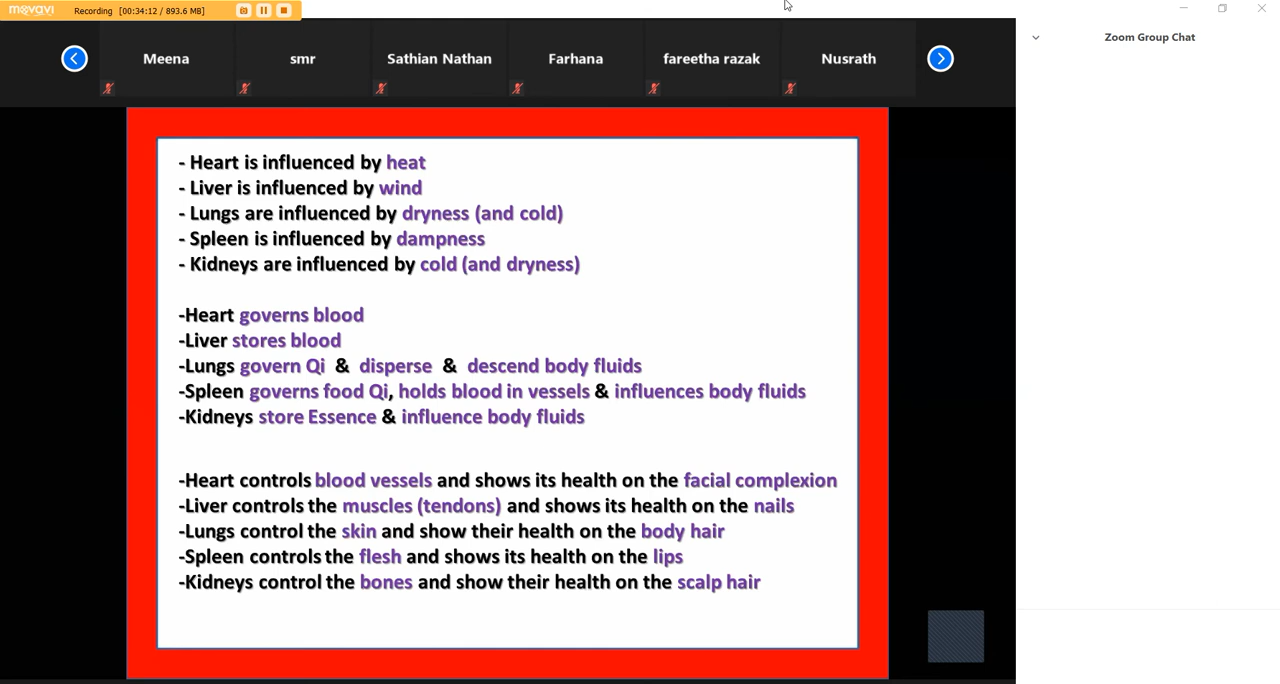 movavi Recording [00:34:12 / 893.6 MB]
Zoom Group Chat
Meena smr Sathian Nathan Farhana fareetha razak Nusrath
- Heart is influenced by heat
- Liver is influenced by wind
- Lungs are influenced by dryness (and cold)
- Spleen is influenced by dampness
- Kidneys are influenced by cold (and dryness)
-Heart governs blood
-Liver stores blood
-Lungs govern Qi & disperse & descend body fluids
-Spleen governs food Qi, holds blood in vessels & influences body fluids
-Kidneys store Essence & influence body fluids
-Heart controls blood vessels and shows its health on the facial complexion
-Liver controls the muscles (tendons) and shows its health on the nails
-Lungs control the skin and show their health on the body hair
-Spleen controls the flesh and shows its health on the lips
-Kidneys control the bones and show their health on the scalp hair